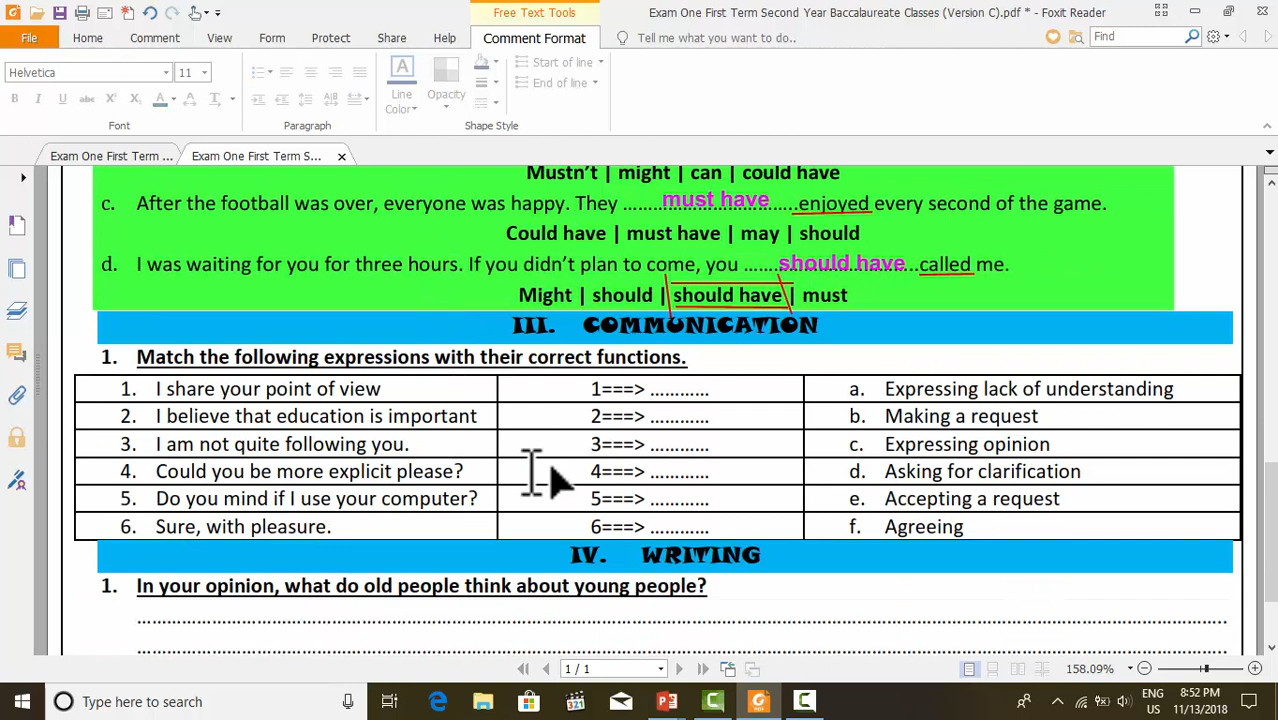 Free Text Tools
Exam One First Term Second Year Baccalaureate Classes (Version C).pdf * - Foxit Reader
File Home Comment View Form Protect Share Help Comment Format Tell me what you want to do.. Find
Helvetica 11 Start of line
Line Color Opacity End of line
Font Paragraph Shape Style
Exam One First Term ... Exam One First Term S...
Mustn't | might | can | could have
c. After the football was over, everyone was happy. They ……must have……enjoyed every second of the game.
Could have | must have | may | should
d. I was waiting for you for three hours. If you didn't plan to come, you ……should have……called me.
Might | should | should have | must
III. COMMUNICATION
1. Match the following expressions with their correct functions.
1. I share your point of view 1===> ………… a. Expressing lack of understanding
2. I believe that education is important 2===> ………… b. Making a request
3. I am not quite following you. 3===> ………… c. Expressing opinion
4. Could you be more explicit please? 4===> ………… d. Asking for clarification
5. Do you mind if I use your computer? 5===> ………… e. Accepting a request
6. Sure, with pleasure. 6===> ………… f. Agreeing
IV. WRITING
1. In your opinion, what do old people think about young people?
1 / 1 158.09%
Type here to search ENG 8:52 PM
US 11/13/2018